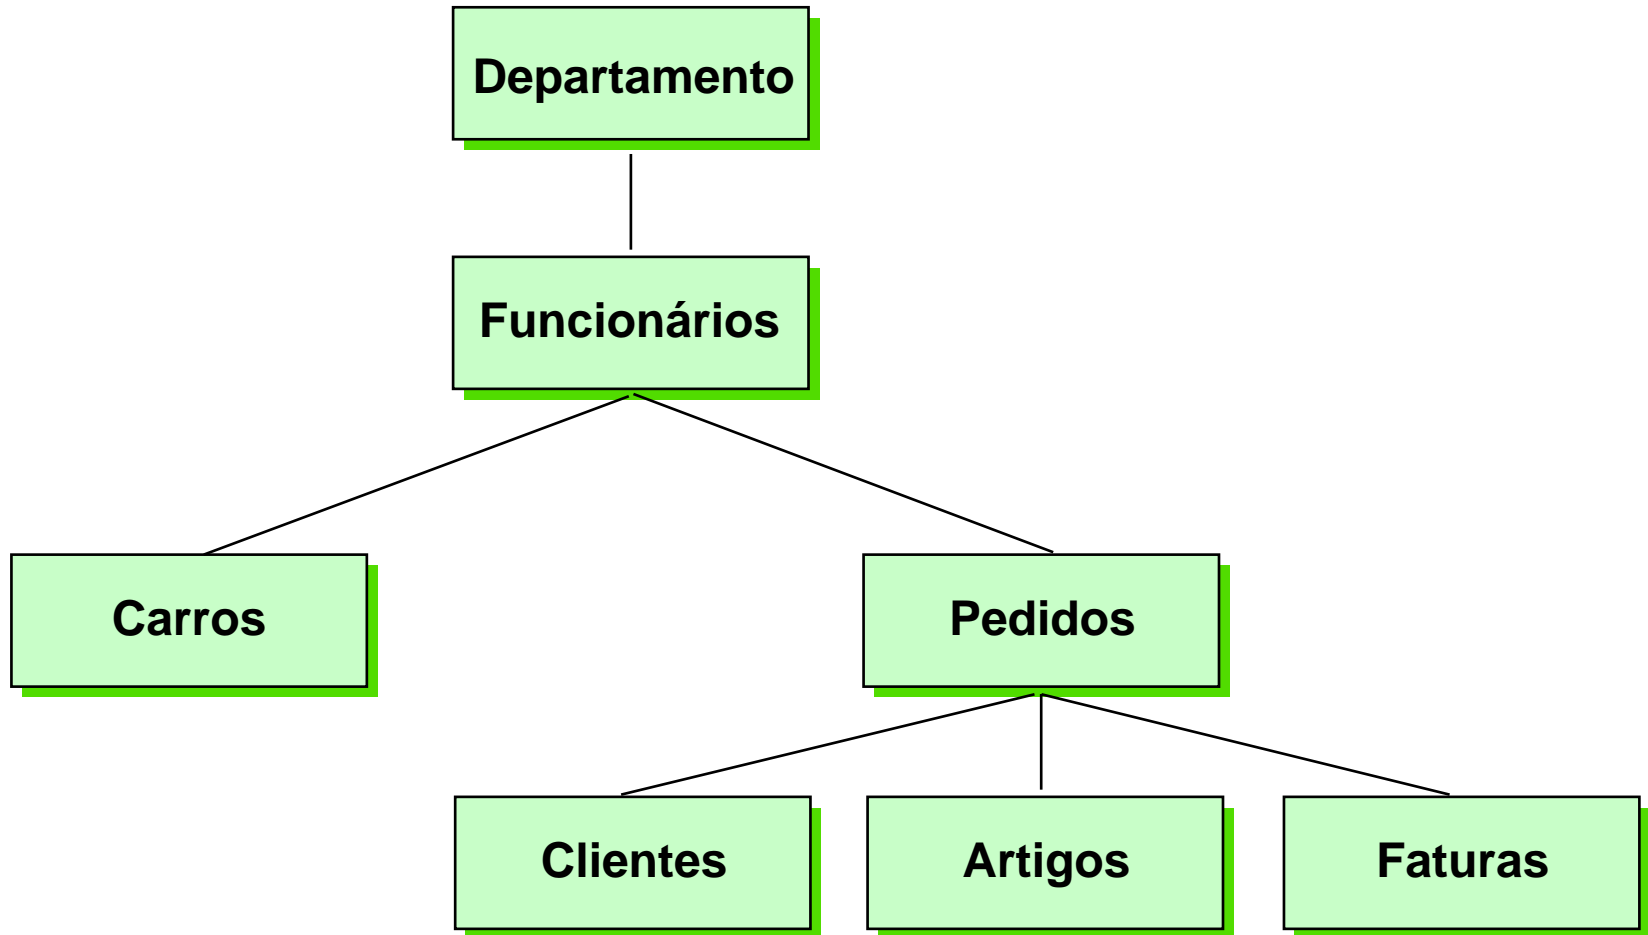 Departamento
Funcionários
Carros
Pedidos
Clientes
Artigos
Faturas